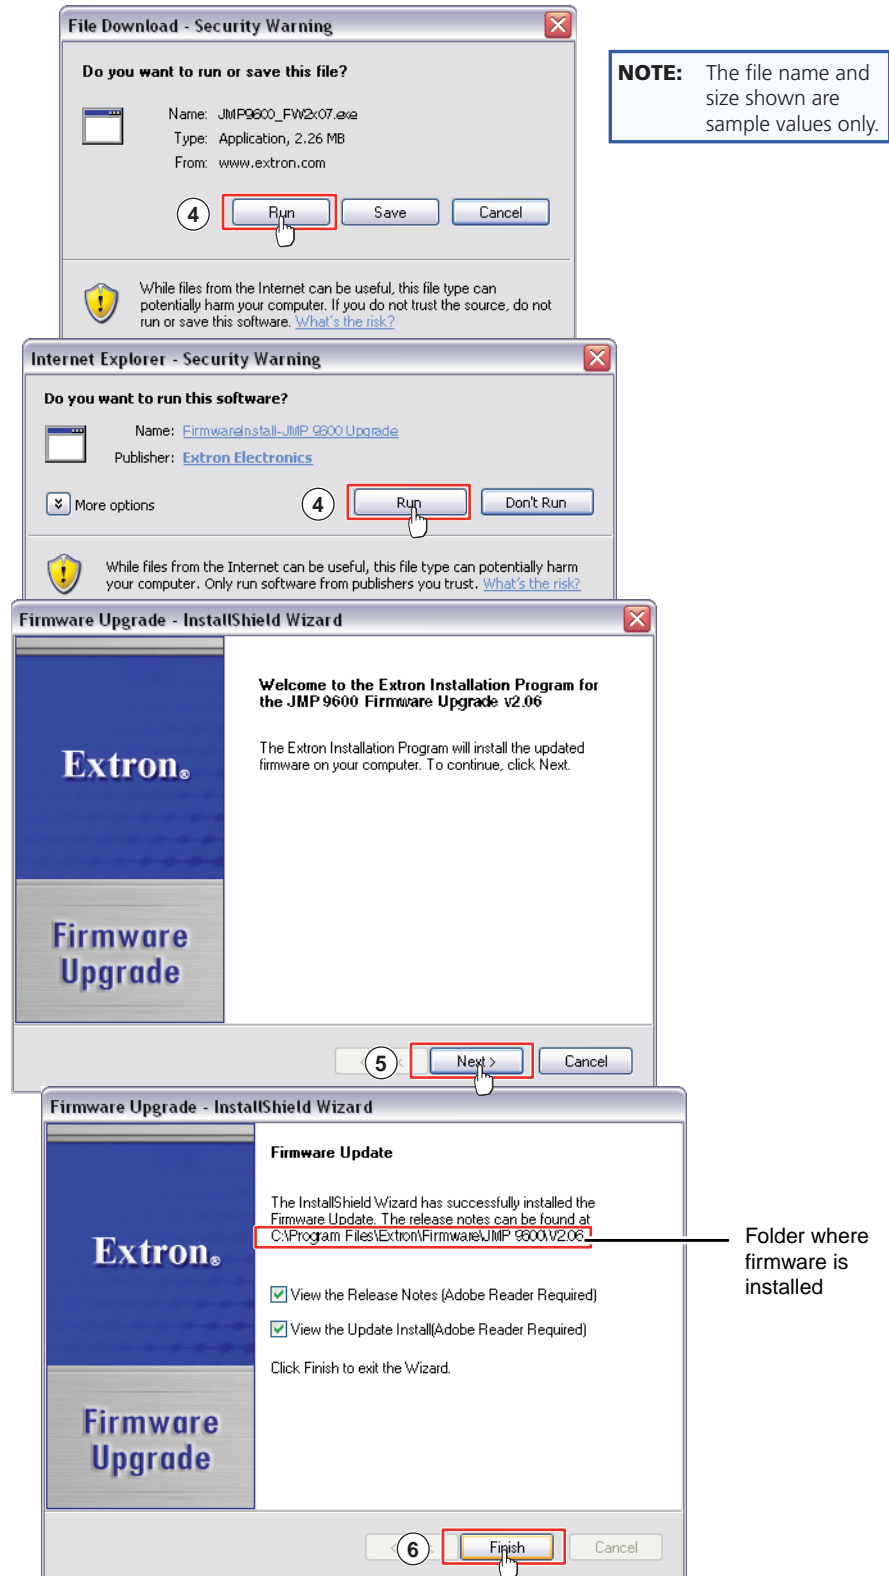 File Download - Security Warning
Do you want to run or save this file?
Name: JMP9600_FW2x07.exe
Type: Application, 2.26 MB
From: www.extron.com
4
Run
Save
Cancel
While files from the Internet can be useful, this file type can
potentially harm your computer. If you do not trust the source, do not
run or save this software. What's the risk?
NOTE: The file name and
size shown are
sample values only.
Internet Explorer - Security Warning
Do you want to run this software?
Name: FirmwareInstall-JMP 9600 Upgrade
Publisher: Extron Electronics
More options
4
Run
Don't Run
While files from the Internet can be useful, this file type can potentially harm
your computer. Only run software from publishers you trust. What's the risk?
Firmware Upgrade - InstallShield Wizard
Extron®
Firmware
Upgrade
Welcome to the Extron Installation Program for
the JMP 9600 Firmware Upgrade v2.06
The Extron Installation Program will install the updated
firmware on your computer. To continue, click Next.
5
Next >
Cancel
Firmware Upgrade - InstallShield Wizard
Extron®
Firmware
Upgrade
Firmware Update
The InstallShield Wizard has successfully installed the
Firmware Update. The release notes can be found at
C:\Program Files\Extron\Firmware\JMP 9600\V2.06
Folder where
firmware is
installed
View the Release Notes (Adobe Reader Required)
View the Update Install(Adobe Reader Required)
Click Finish to exit the Wizard.
6
Finish
Cancel